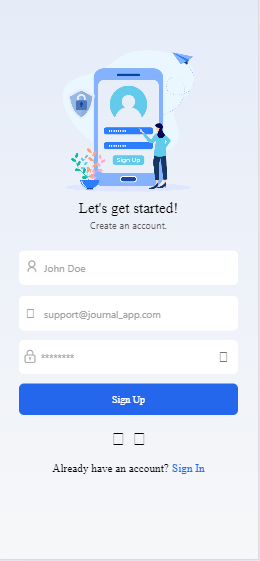 Sign Up
Let's get started!
Create an account.
John Doe
support@journal_app.com
********
Sign Up
Already have an account? Sign In